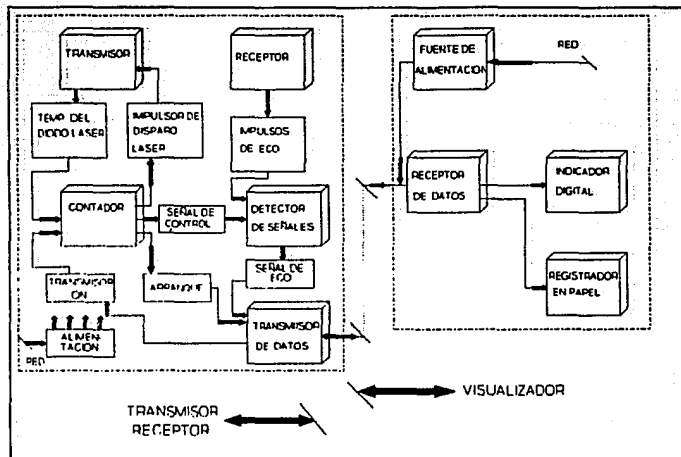 TRANSMISOR
RECEPTOR
FUENTE DE
ALIMENTACION
RED
TEMP. DEL
DIODO LASER
IMPULSOR DE
DISPARO
LASER
IMPULSOS
DE ECO
RECEPTOR
DE DATOS
INDICADOR
DIGITAL
CONTADOR
SEÑAL DE
CONTROL
DETECTOR
DE SEÑALES
TRANSMISOR
ON
ARRANQUE
SEÑAL DE
ECO
REGISTRADOR
EN PAPEL
ALIMEN-
TACION
RED
TRANSMISOR
DE DATOS
TRANSMISOR
RECEPTOR
VISUALIZADOR